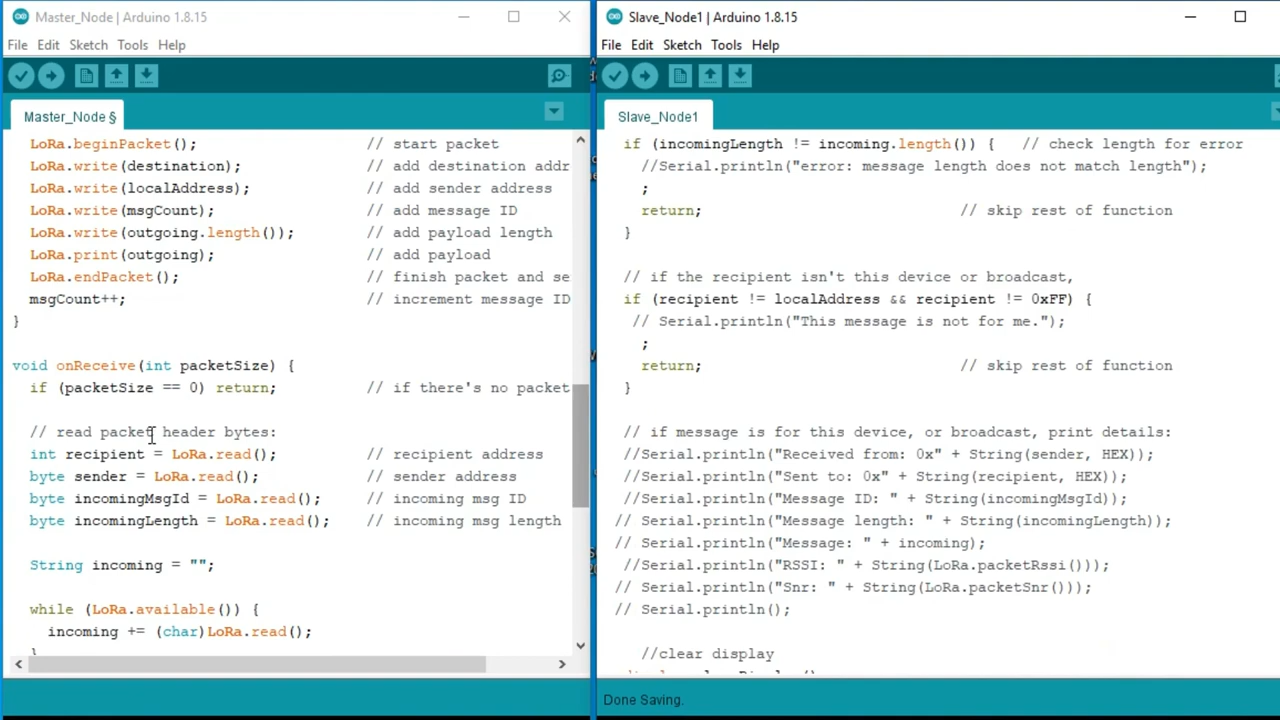 Master_Node | Arduino 1.8.15
File Edit Sketch Tools Help
Master_Node §
LoRa.beginPacket(); // start packet
LoRa.write(destination); // add destination addr
LoRa.write(localAddress); // add sender address
LoRa.write(msgCount); // add message ID
LoRa.write(outgoing.length()); // add payload length
LoRa.print(outgoing); // add payload
LoRa.endPacket(); // finish packet and se
msgCount++; // increment message ID
}
void onReceive(int packetSize) {
if (packetSize == 0) return; // if there's no packet
// read packet header bytes:
int recipient = LoRa.read(); // recipient address
byte sender = LoRa.read(); // sender address
byte incomingMsgId = LoRa.read(); // incoming msg ID
byte incomingLength = LoRa.read(); // incoming msg length
String incoming = "";
while (LoRa.available()) {
incoming += (char)LoRa.read();
Slave_Node1 | Arduino 1.8.15
File Edit Sketch Tools Help
Slave_Node1
if (incomingLength != incoming.length()) { // check length for error
//Serial.println("error: message length does not match length");
;
return; // skip rest of function
}
// if the recipient isn't this device or broadcast,
if (recipient != localAddress && recipient != 0xFF) {
// Serial.println("This message is not for me.");
;
return; // skip rest of function
}
// if message is for this device, or broadcast, print details:
//Serial.println("Received from: 0x" + String(sender, HEX));
//Serial.println("Sent to: 0x" + String(recipient, HEX));
//Serial.println("Message ID: " + String(incomingMsgId));
// Serial.println("Message length: " + String(incomingLength));
// Serial.println("Message: " + incoming);
//Serial.println("RSSI: " + String(LoRa.packetRssi()));
// Serial.println("Snr: " + String(LoRa.packetSnr()));
// Serial.println();
//clear display
Done Saving.